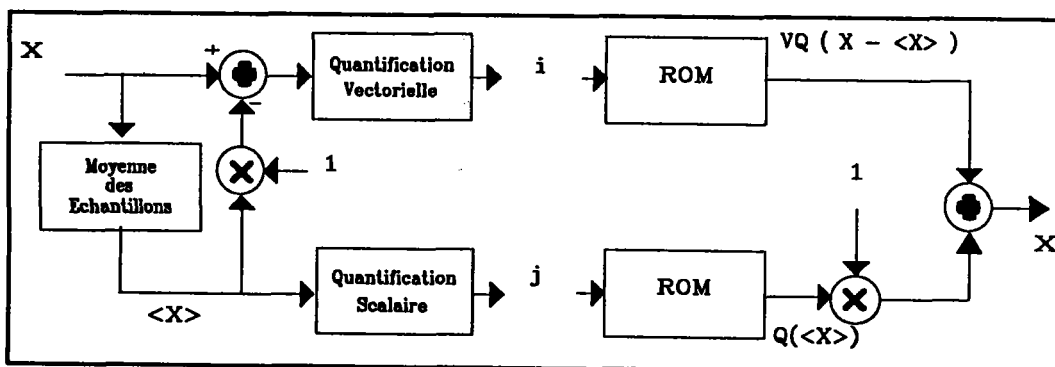 X
+
Quantification
Vectorielle
i
ROM
VQ ( X - <X> )
-
Moyenne
des
Echantillons
1
1
X
<X>
Quantification
Scalaire
j
ROM
Q(<X>)